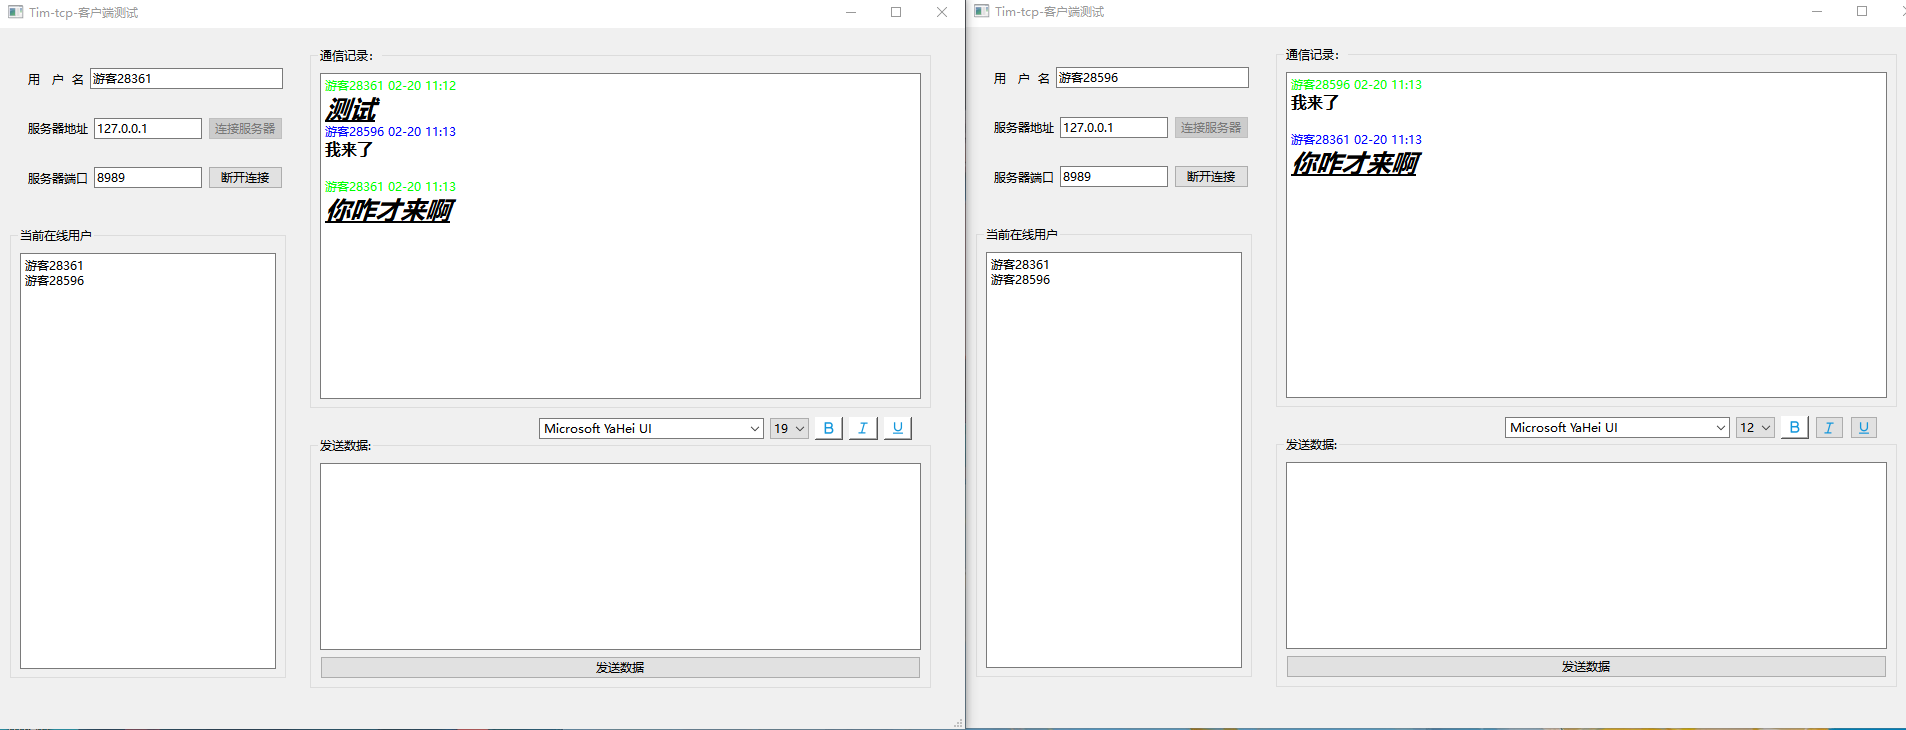 Tim-tcp-客户端测试
用 户 名 游客28361
服务器地址 127.0.0.1 连接服务器
服务器端口 8989 断开连接
当前在线用户
游客28361
游客28596
通信记录:
游客28361 02-20 11:12
测试
游客28596 02-20 11:13
我来了
游客28361 02-20 11:13
你咋才来啊
Microsoft YaHei UI 19 B I U
发送数据:
发送数据
Tim-tcp-客户端测试
用 户 名 游客28596
服务器地址 127.0.0.1 连接服务器
服务器端口 8989 断开连接
当前在线用户
游客28361
游客28596
通信记录:
游客28596 02-20 11:13
我来了
游客28361 02-20 11:13
你咋才来啊
Microsoft YaHei UI 12 B I U
发送数据:
发送数据